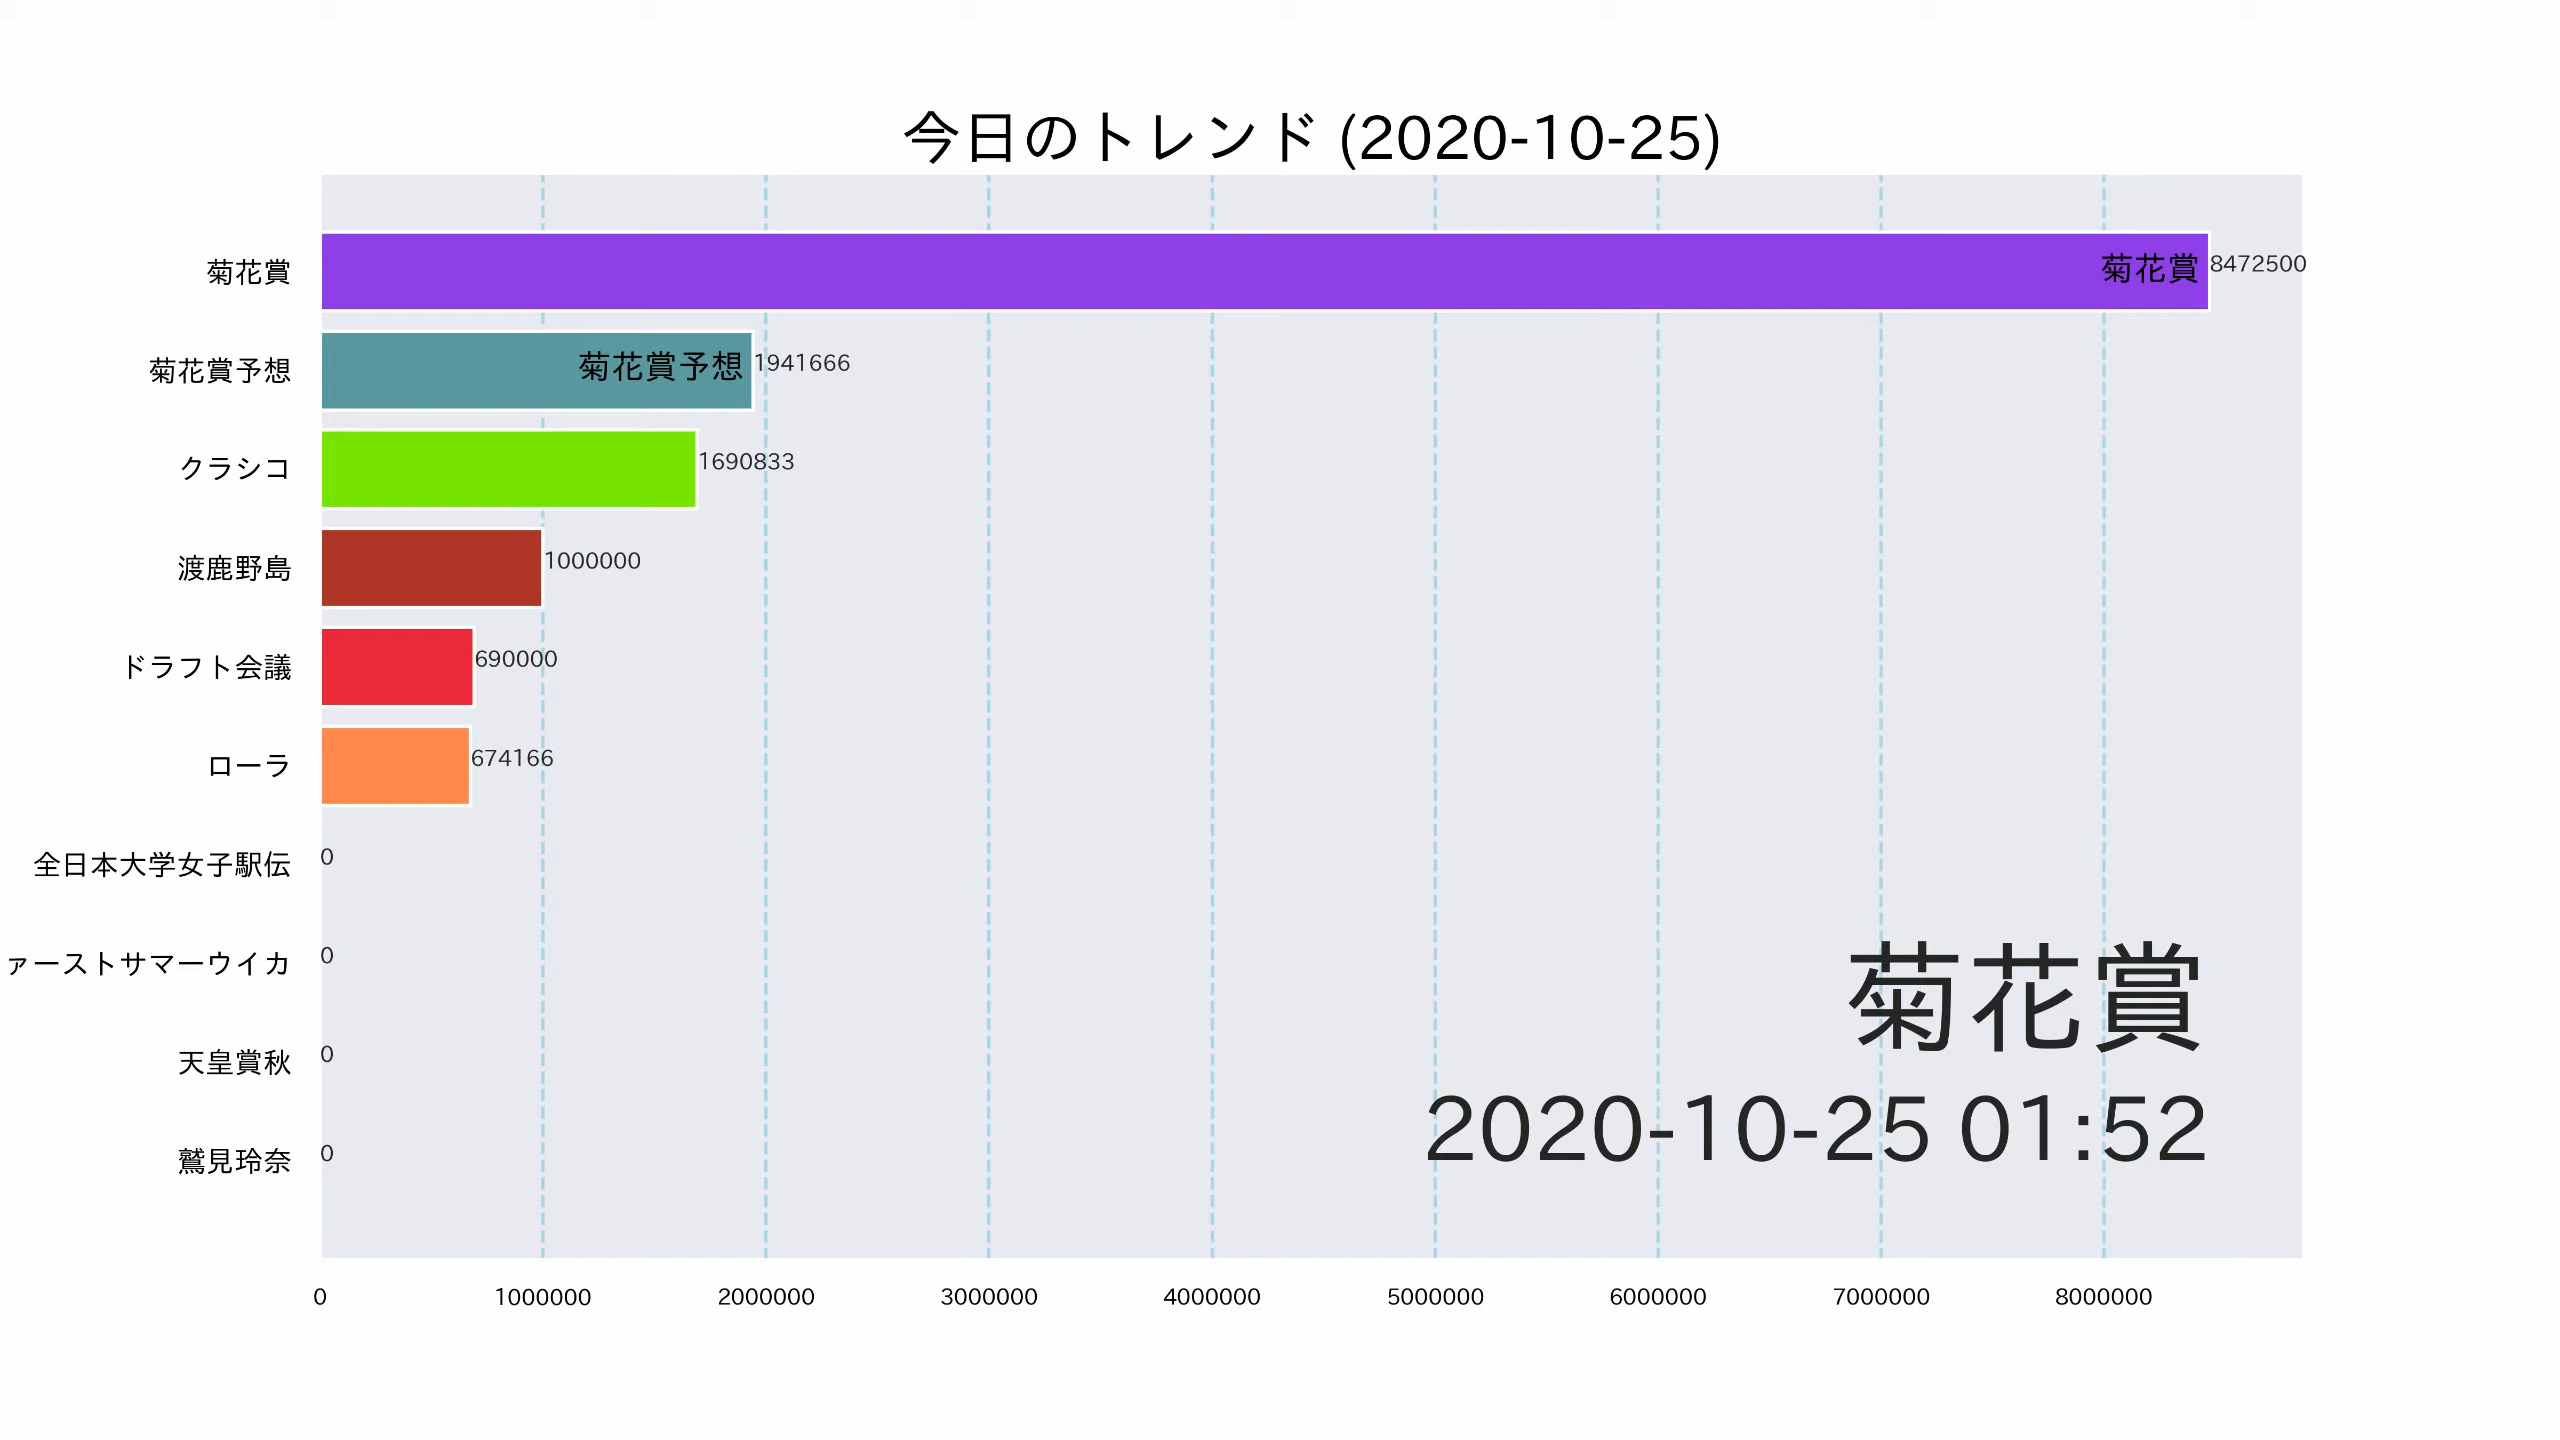 今日のトレンド (2020-10-25)
菊花賞 菊花賞 8472500
菊花賞予想 菊花賞予想 1941666
クラシコ 1690833
渡鹿野島 1000000
ドラフト会議 690000
ローラ 674166
全日本大学女子駅伝 0
ァーストサマーウイカ 0
天皇賞秋 0
鷲見玲奈 0
菊花賞
2020-10-25 01:52
0 1000000 2000000 3000000 4000000 5000000 6000000 7000000 8000000